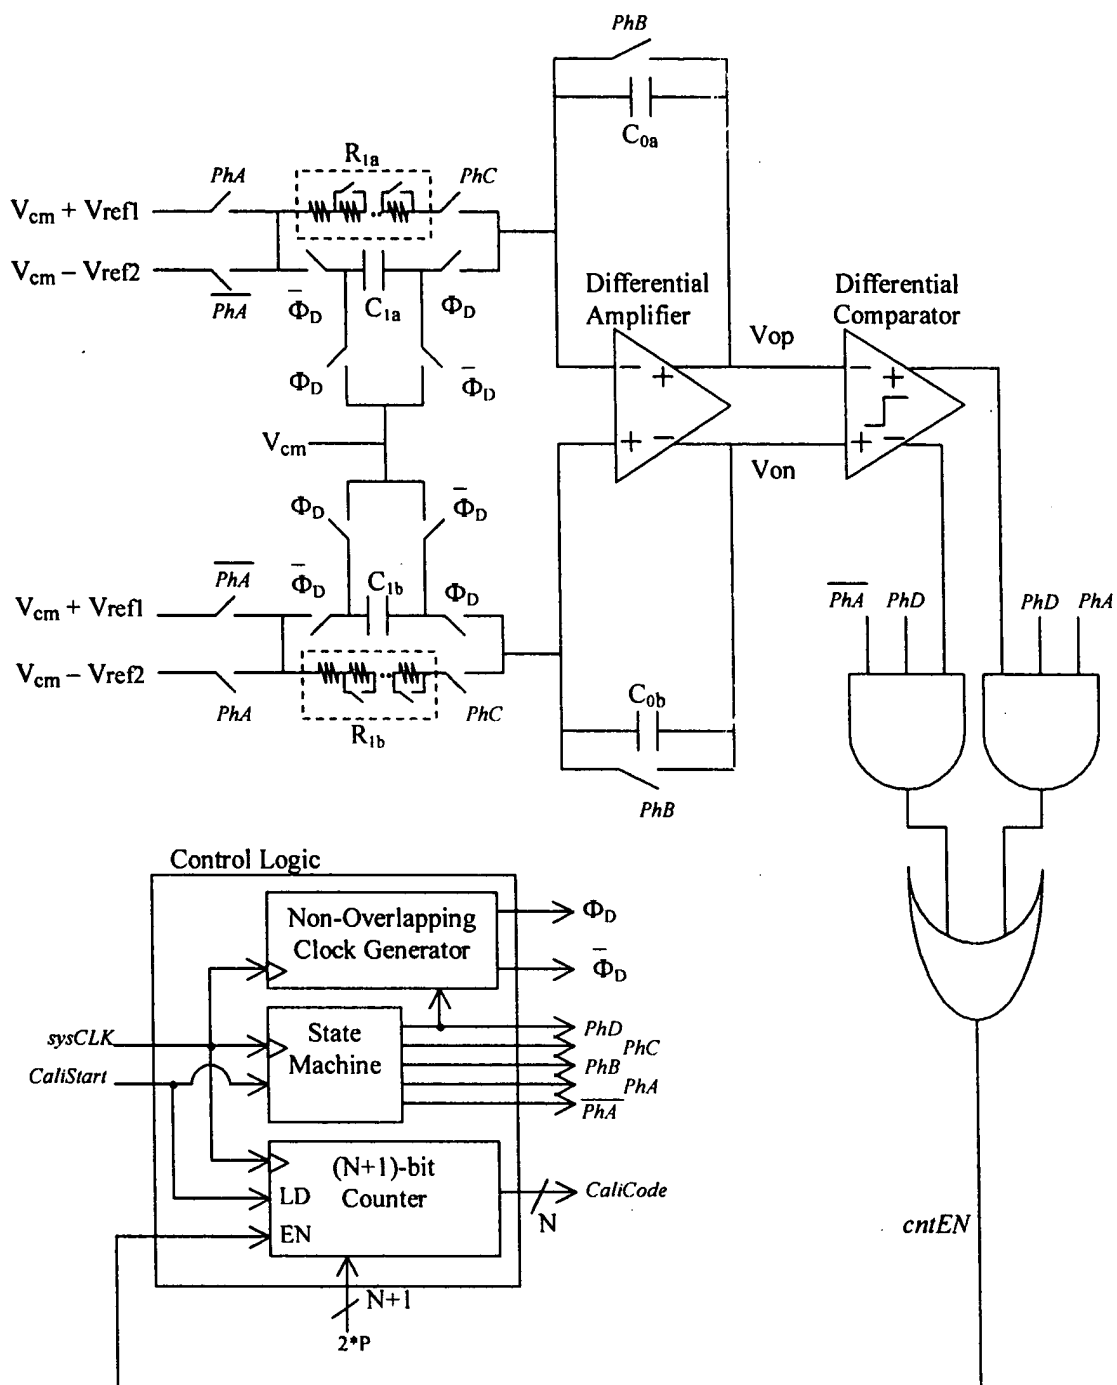 PhB
C0a
R1a
PhA
PhC
Vcm + Vref1
Vcm − Vref2
PhA
Φ̅D
C1a
ΦD
Differential
Amplifier
Differential
Comparator
Vop
ΦD
Φ̅D
Vcm
Von
ΦD
Φ̅D
PhA
Φ̅D
C1b
ΦD
Vcm + Vref1
Vcm − Vref2
PhA
R1b
PhC
C0b
PhB
PhA PhD
PhD PhA
Control Logic
Non-Overlapping
Clock Generator
ΦD
Φ̅D
sysCLK
CaliStart
State
Machine
PhD
PhC
PhB
PhA
PhA
(N+1)-bit
Counter
LD
EN
N
CaliCode
N+1
2*P
cntEN